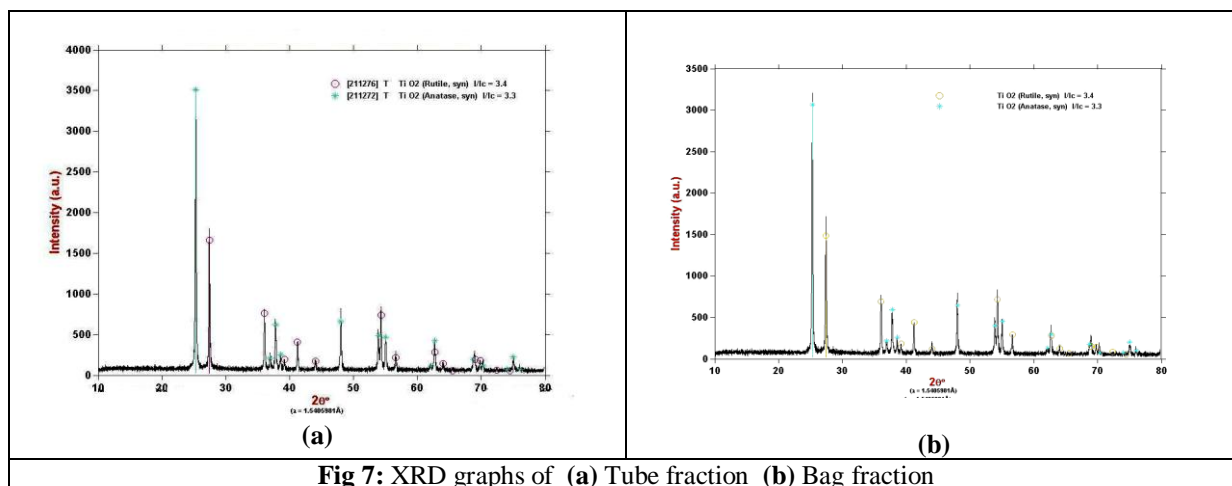 4000
3500
3000
2500
2000
1500
1000
500
0
Intensity (a.u.)
[211276] T Ti O2 (Rutile, syn) I/Ic = 3.4
[211272] T Ti O2 (Anatase, syn) I/Ic = 3.3
10 20 30 40 50 60 70 80
2θº
(λ = 1.5405981Å)
(a)
3500
3000
2500
2000
1500
1000
500
0
Intensity (a.u.)
Ti O2 (Rutile, syn) I/Ic = 3.4
Ti O2 (Anatase, syn) I/Ic = 3.3
10 20 30 40 50 60 70 80
2θº
(λ = 1.5405981Å)
(b)
Fig 7: XRD graphs of (a) Tube fraction (b) Bag fraction